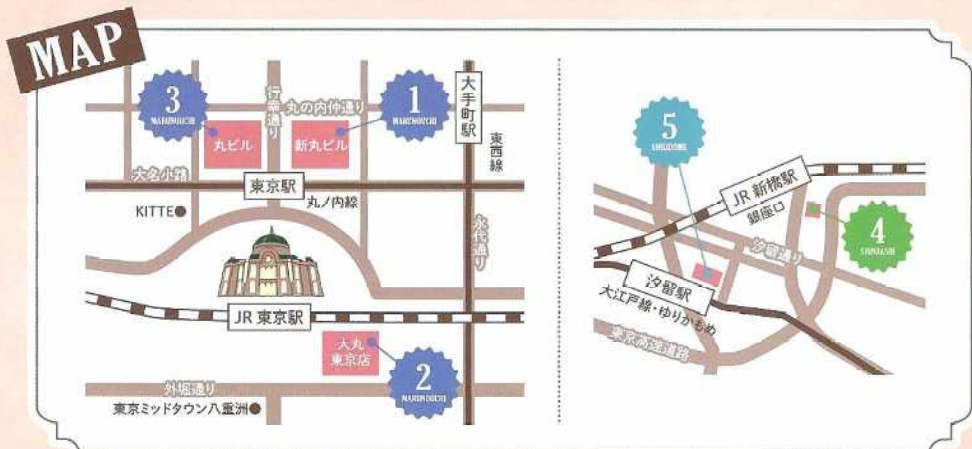 MAP
3
MARUNOUCHI
丸ビル
行幸通り
丸の内仲通り
1
MARUNOUCHI
新丸ビル
大手町駅
東西線
大名小路
東京駅
丸ノ内線
KITTE
永代通り
JR 東京駅
大丸
東京店
2
MARUNOUCHI
外堀通り
東京ミッドタウン八重洲
5
SHIODOME
JR 新橋駅
銀座口
4
SHINBASHI
汐留通り
汐留駅
大江戸線・ゆりかもめ
東京高速道路